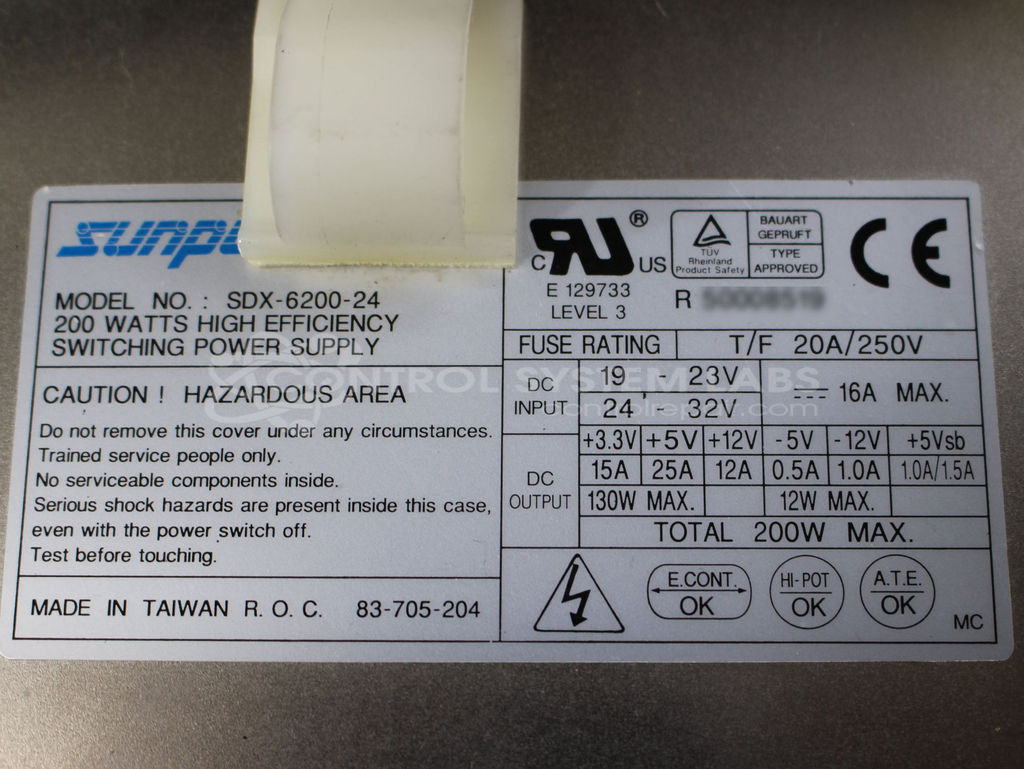 MODEL NO. : SDX-6200-24
200 WATTS HIGH EFFICIENCY
SWITCHING POWER SUPPLY
CAUTION ! HAZARDOUS AREA
Do not remove this cover under any circumstances.
Trained service people only.
No serviceable components inside.
Serious shock hazards are present inside this case,
even with the power switch off.
Test before touching.
MADE IN TAIWAN R. O. C. 83-705-204
C RU US ®
E 129733
LEVEL 3
TÜV
Rheinland
Product Safety
BAUART
GEPRUFT
TYPE
APPROVED
CE
R
FUSE RATING T/F 20A/250V
DC INPUT
19 - 23V
24 - 32V
16A MAX.
DC OUTPUT
+3.3V +5V +12V -5V -12V +5Vsb
15A 25A 12A 0.5A 1.0A 1.0A/1.5A
130W MAX. 12W MAX.
TOTAL 200W MAX.
E.CONT.
OK
HI-POT
OK
A.T.E.
OK
MC
CONTROL SYSTEM LABS
controlrepair.com